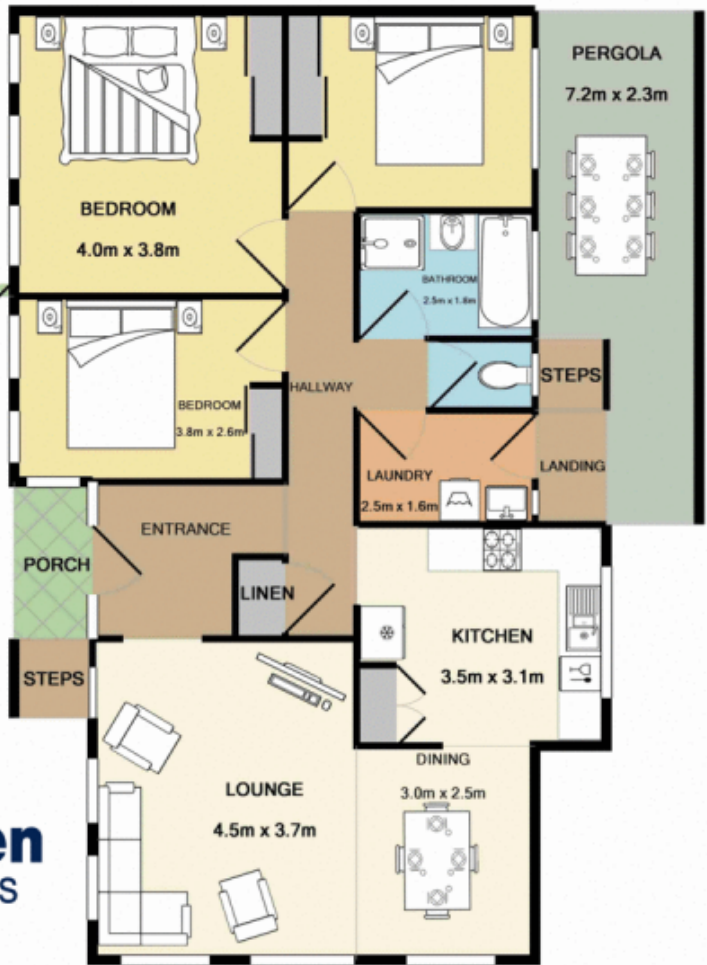 PERGOLA
7.2m x 2.3m
BEDROOM
4.0m x 3.8m
BATHROOM
2.5m x 1.8m
HALLWAY
STEPS
BEDROOM
3.8m x 2.6m
LAUNDRY
2.5m x 1.6m
LANDING
ENTRANCE
PORCH
LINEN
KITCHEN
3.5m x 3.1m
STEPS
LOUNGE
4.5m x 3.7m
DINING
3.0m x 2.5m
en
s